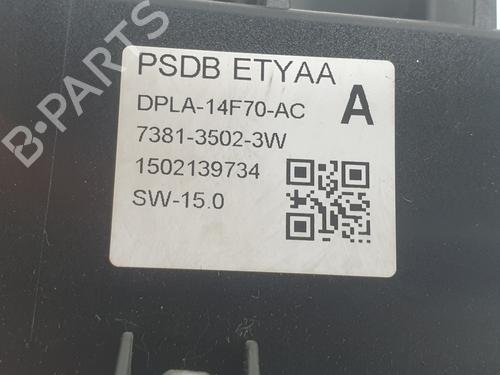 PSDB ETYAA
DPLA-14F70-AC
A
7381-3502-3W
1502139734
SW-15.0
B-PARTS